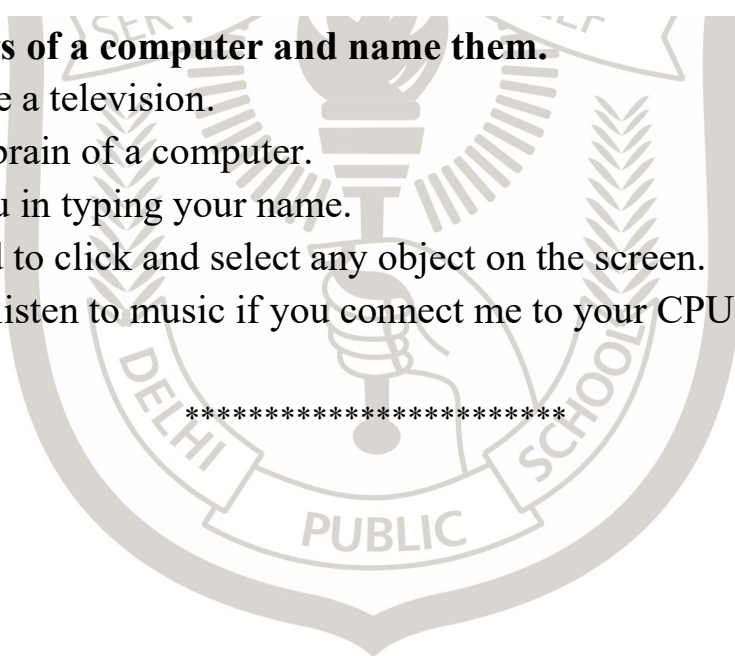 of a computer and name them.
e a television.
brain of a computer.
u in typing your name.
d to click and select any object on the screen.
listen to music if you connect me to your CPU
************************
DELHI PUBLIC SCHOOL